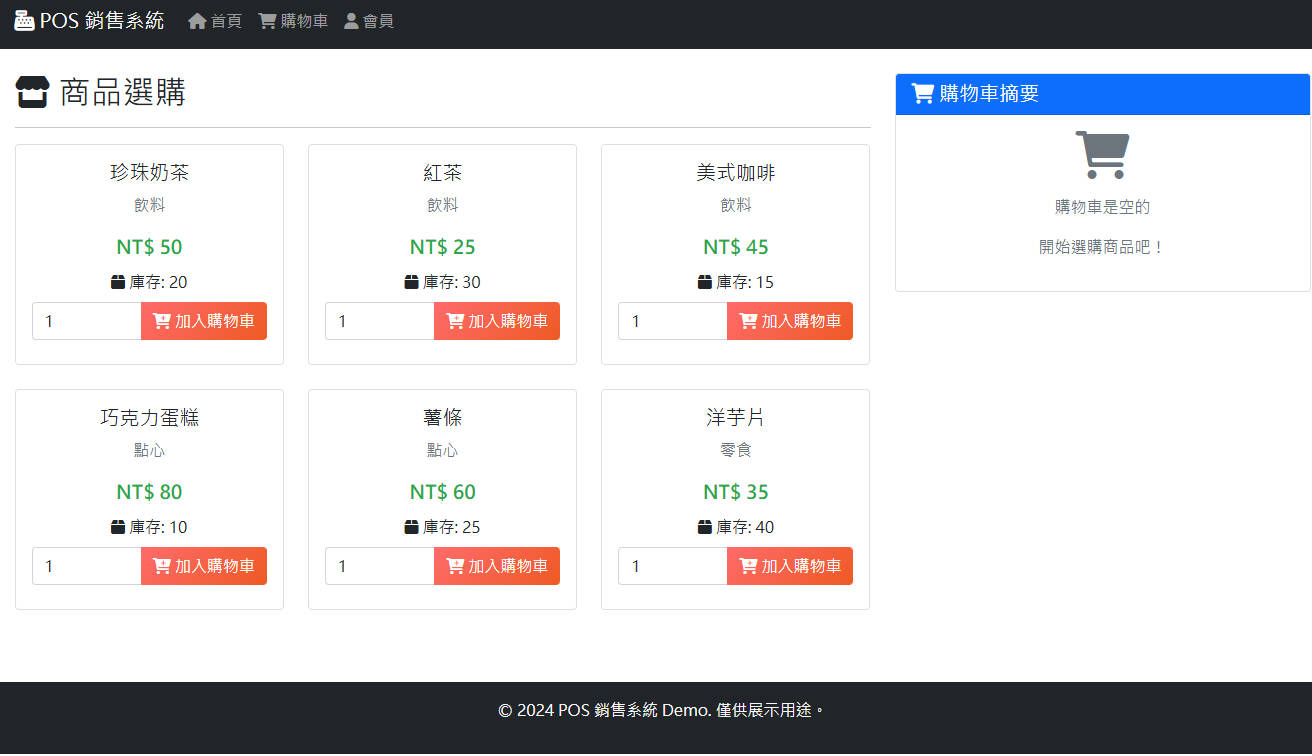 POS 銷售系統 首頁 購物車 會員
商品選購
珍珠奶茶
飲料
NT$ 50
庫存: 20
1 加入購物車
紅茶
飲料
NT$ 25
庫存: 30
1 加入購物車
美式咖啡
飲料
NT$ 45
庫存: 15
1 加入購物車
巧克力蛋糕
點心
NT$ 80
庫存: 10
1 加入購物車
薯條
點心
NT$ 60
庫存: 25
1 加入購物車
洋芋片
零食
NT$ 35
庫存: 40
1 加入購物車
購物車摘要
購物車是空的
開始選購商品吧！
© 2024 POS 銷售系統 Demo. 僅供展示用途。